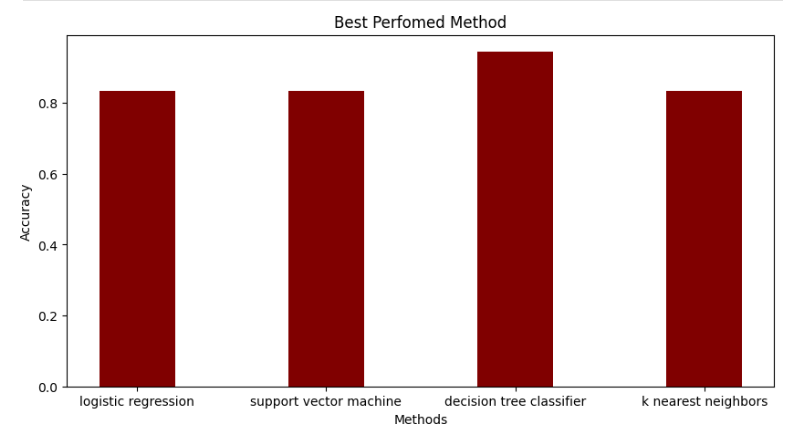 Best Perfomed Method
Accuracy
0.8
0.6
0.4
0.2
0.0
logistic regression support vector machine decision tree classifier k nearest neighbors
Methods